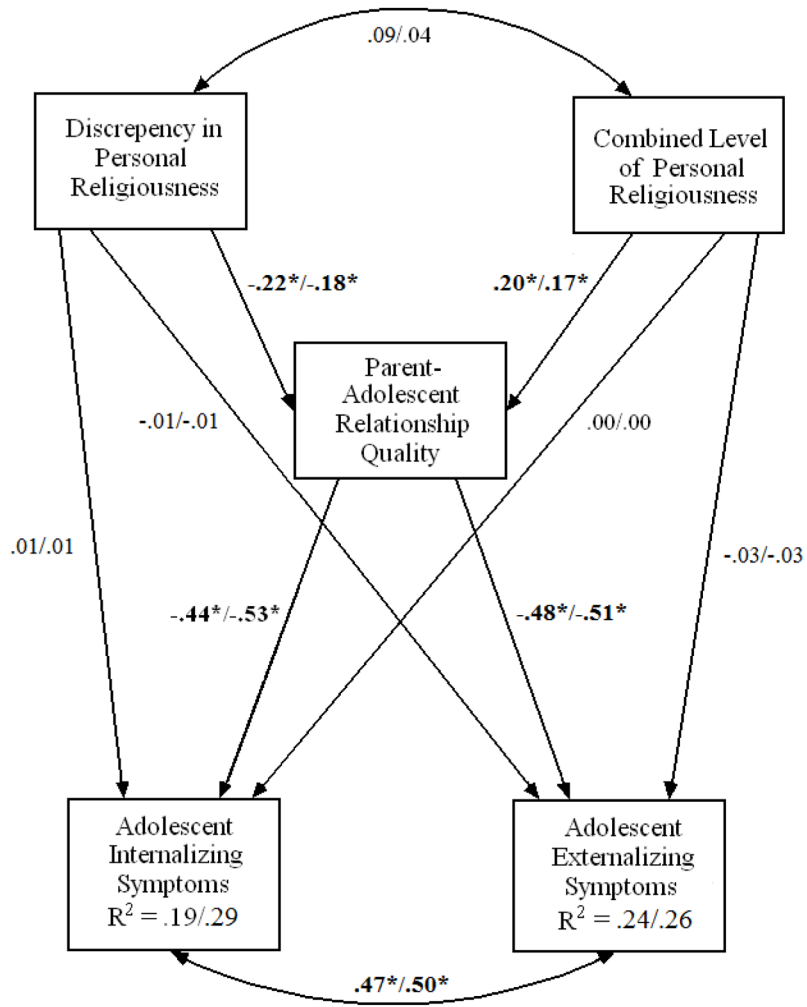 .09/.04
Discrepency in
Personal
Religiousness
Combined Level
of Personal
Religiousness
-.22*/-.18*
.20*/.17*
Parent-
Adolescent
Relationship
Quality
-.01/-.01
.00/.00
.01/.01
-.03/-.03
-.44*/-.53*
-.48*/-.51*
Adolescent
Internalizing
Symptoms
R² = .19/.29
Adolescent
Externalizing
Symptoms
R² = .24/.26
.47*/.50*